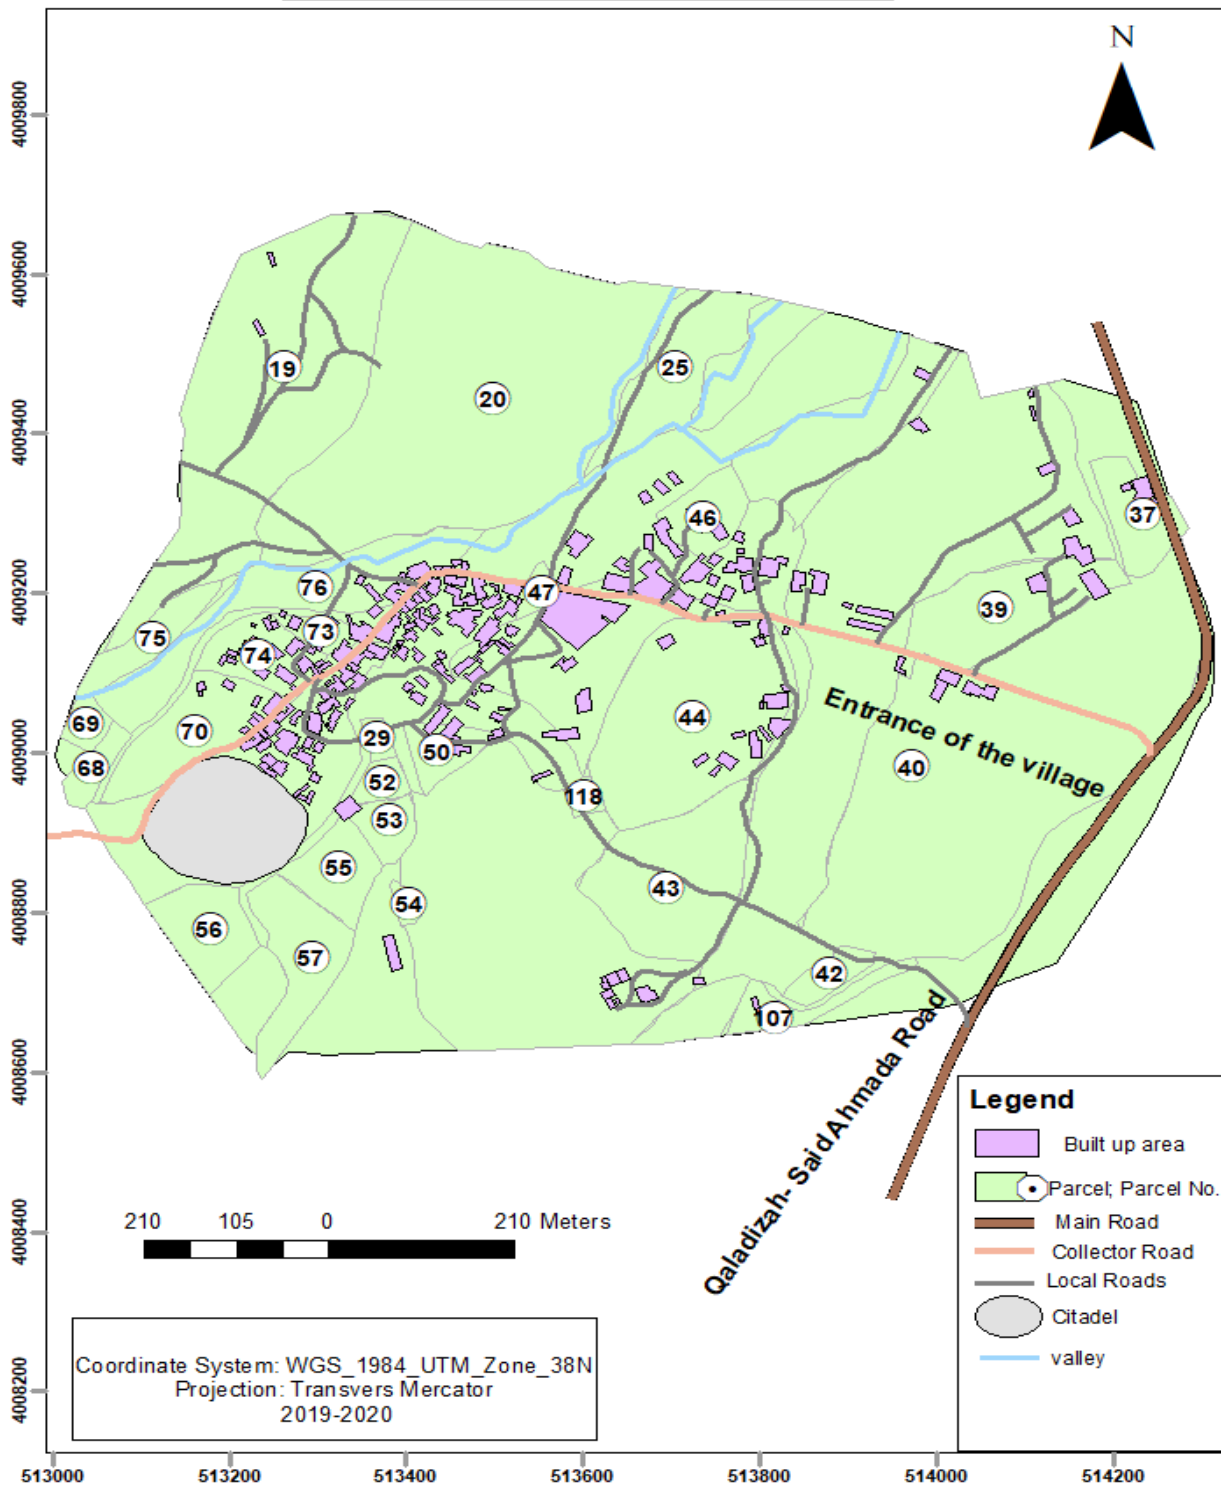 N
4009800
4009600
4009400
4009200
4009000
4008800
4008600
4008400
4008200
19
20
25
37
46
47
76
39
73
75
74
69
70
44
29
50
68
40
52
118
53
55
43
54
56
57
42
107
Entrance of the village
Qaladizah- Said Ahmada Road
210 105 0 210 Meters
Coordinate System: WGS_1984_UTM_Zone_38N
Projection: Transvers Mercator
2019-2020
Legend
Built up area
Parcel; Parcel No.
Main Road
Collector Road
Local Roads
Citadel
valley
513000 513200 513400 513600 513800 514000 514200